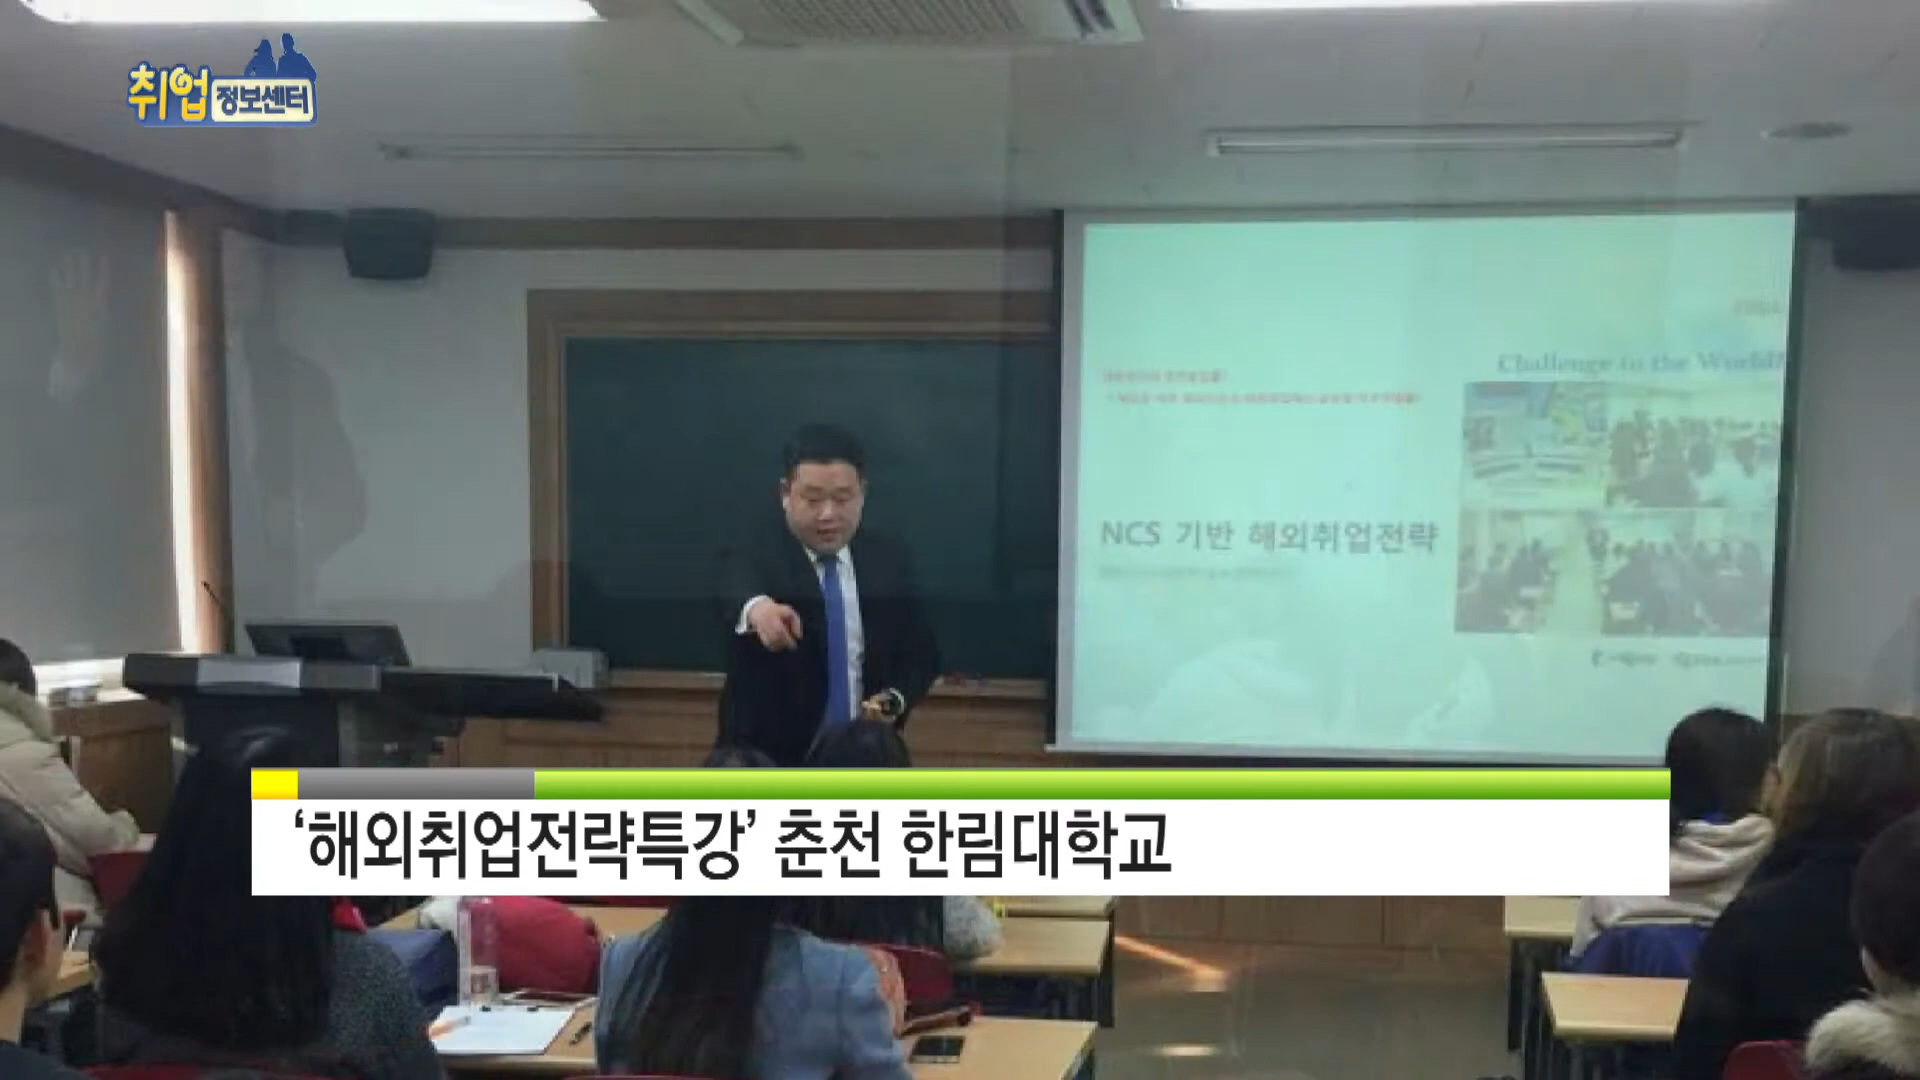 취업
정보센터
Challenge to the World!
NCS 기반 해외취업전략
‘해외취업전략특강’ 춘천 한림대학교